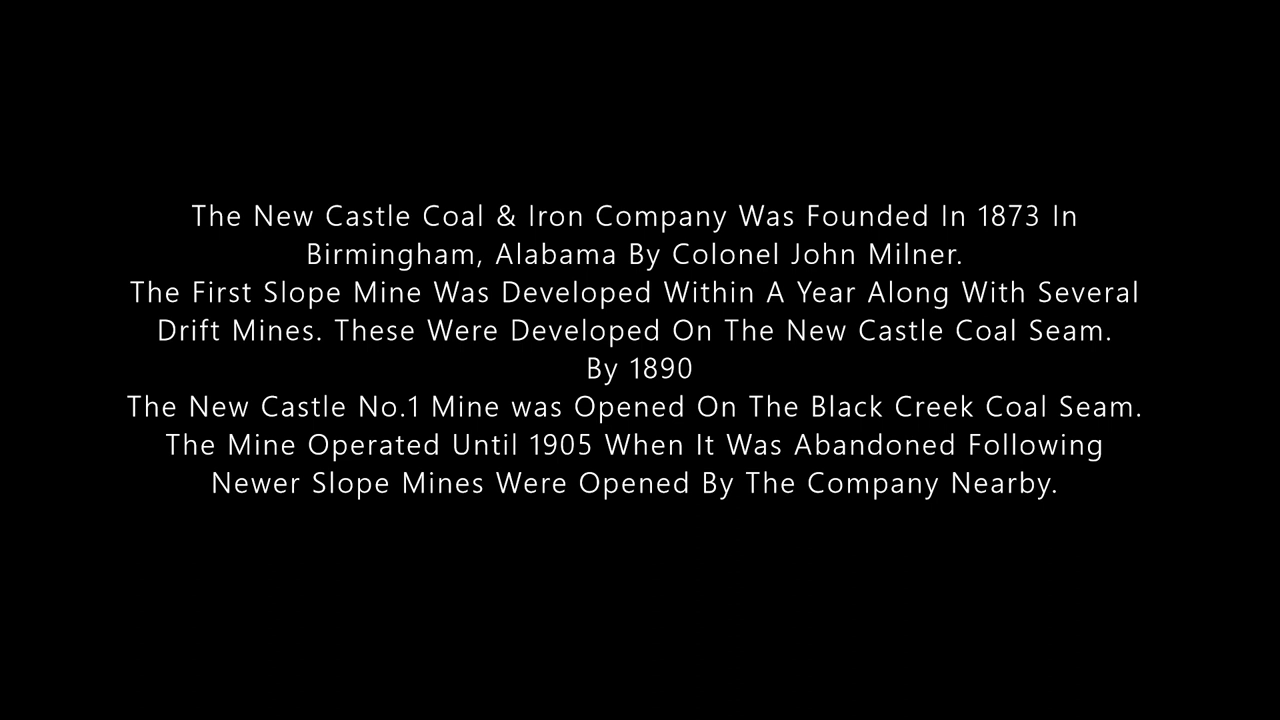 The New Castle Coal & Iron Company Was Founded In 1873 In
Birmingham, Alabama By Colonel John Milner.
The First Slope Mine Was Developed Within A Year Along With Several
Drift Mines. These Were Developed On The New Castle Coal Seam.
By 1890
The New Castle No.1 Mine was Opened On The Black Creek Coal Seam.
The Mine Operated Until 1905 When It Was Abandoned Following
Newer Slope Mines Were Opened By The Company Nearby.